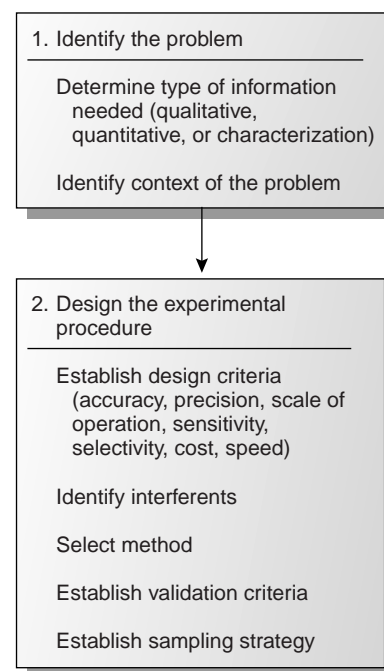 1. Identify the problem
Determine type of information
needed (qualitative,
quantitative, or characterization)
Identify context of the problem
2. Design the experimental
procedure
Establish design criteria
(accuracy, precision, scale of
operation, sensitivity,
selectivity, cost, speed)
Identify interferents
Select method
Establish validation criteria
Establish sampling strategy